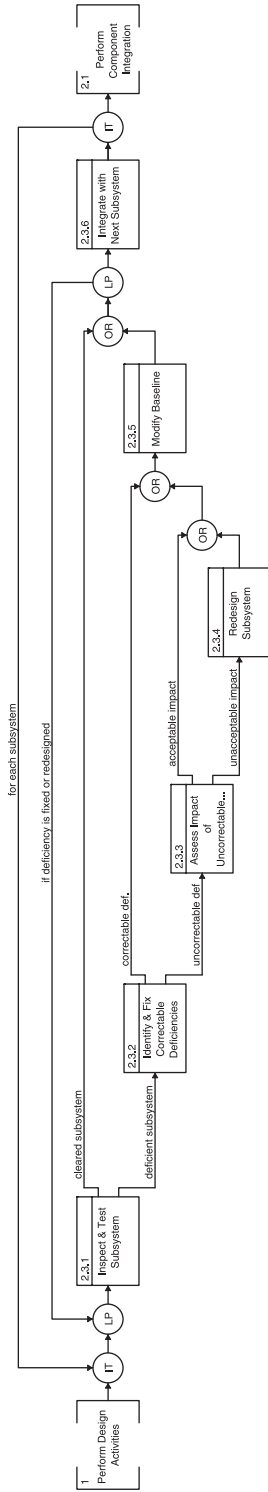 for each subsystem
if deficiency is fixed or redesigned
1
Perform Design
Activities
IT
LP
2.3.1
Inspect & Test
Subsystem
cleared subsystem
deficient subsystem
2.3.2
Identify & Fix
Correctable
Deficiencies
correctable def.
uncorrectable def
2.3.3
Assess Impact
of
Uncorrectable...
acceptable impact
unacceptable impact
2.3.4
Redesign
Subsystem
OR
OR
2.3.5
Modify Baseline
OR
LP
2.3.6
Integrate with
Next Subsystem
IT
2.1
Perform
Component
Integration